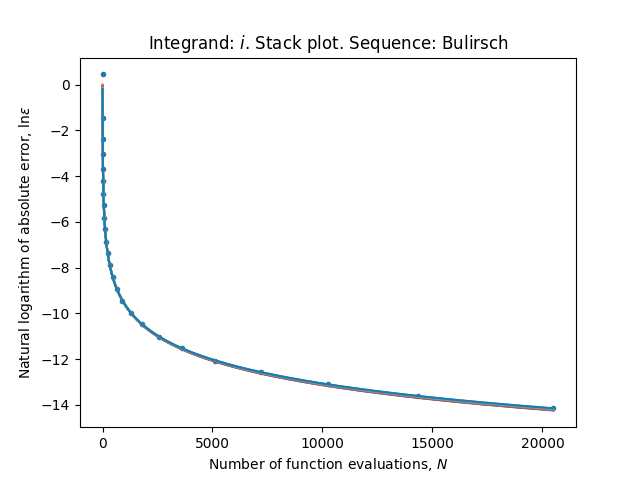 Integrand: i. Stack plot. Sequence: Bulirsch
Natural logarithm of absolute error, lnε
0
−2
−4
−6
−8
−10
−12
−14
0 5000 10000 15000 20000
Number of function evaluations, N